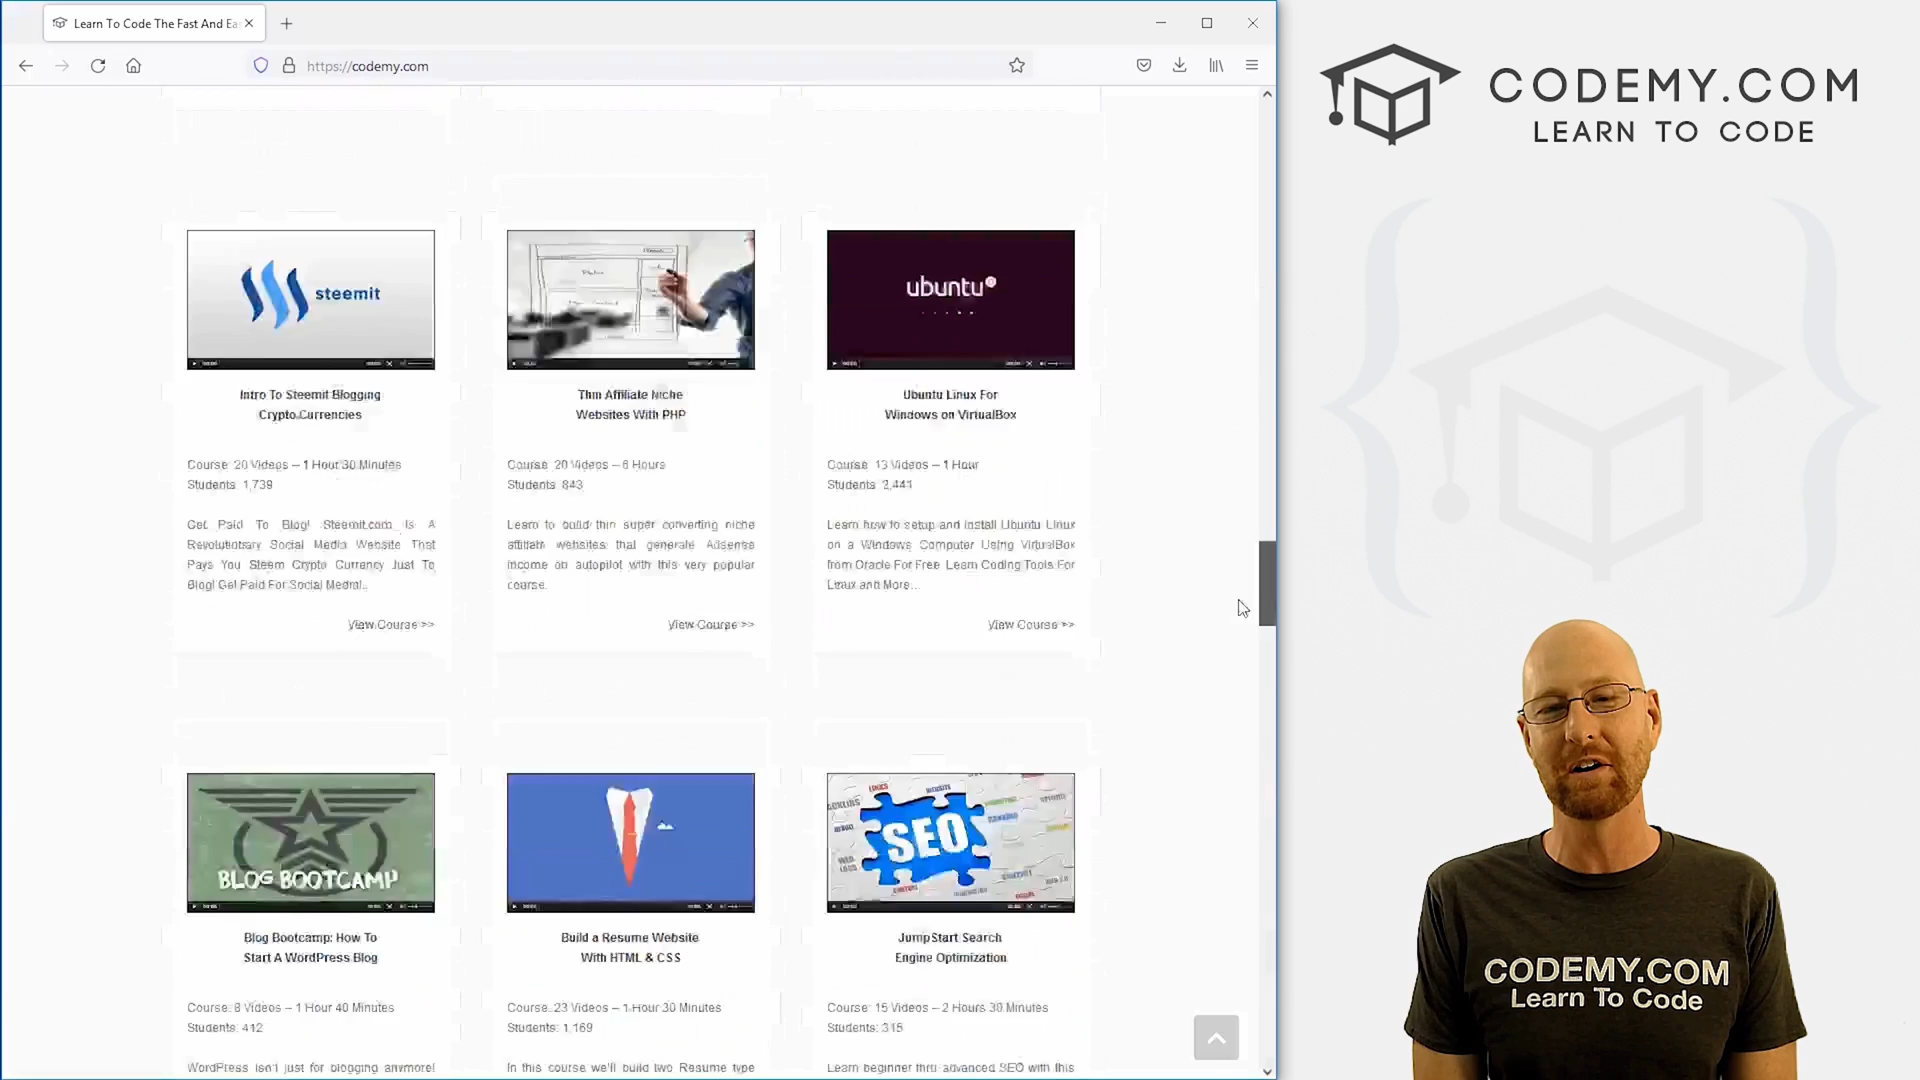 Learn To Code The Fast And Ea
https://codemy.com
CODEMY.COM
LEARN TO CODE
steemit
ubuntu
Intro To Steemit Blogging
Crypto Currencies
Thin Affiliate Niche
Websites With PHP
Ubuntu Linux For
Windows on VirtualBox
Course: 20 Videos – 1 Hour 30 Minutes
Students: 1,739
Course: 20 Videos – 6 Hours
Students: 843
Course: 13 Videos – 1 Hour
Students: 2,441
Get Paid To Blog! Steemit.com Is A
Revolutionary Social Media Website That
Pays You Steem Crypto Currency Just To
Blog! Get Paid For Social Media!..
Learn to build thin super converting niche
affiliate websites that generate Adsense
income on autopilot with this very popular
course.
Learn how to setup and install Ubuntu Linux
on a Windows Computer Using VirtualBox
from Oracle For Free. Learn Coding Tools For
Linux and More...
View Course >>
View Course >>
View Course >>
BLOG BOOTCAMP
SEO
Blog Bootcamp: How To
Start A WordPress Blog
Build a Resume Website
With HTML & CSS
JumpStart Search
Engine Optimization
Course: 8 Videos – 1 Hour 40 Minutes
Students: 412
Course: 23 Videos – 1 Hour 30 Minutes
Students: 1,169
Course: 15 Videos – 2 Hours 30 Minutes
Students: 315
WordPress isn't just for blogging anymore!
In this course we'll build two Resume type
Learn beginner thru advanced SEO with this
CODEMY.COM
Learn To Code